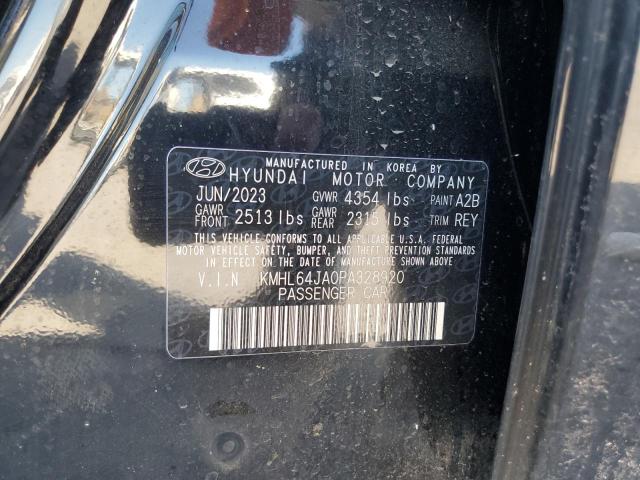 MANUFACTURED IN KOREA BY
HYUNDAI MOTOR COMPANY
JUN/2023 GVWR 4354 lbs PAINT A2B
GAWR FRONT 2513 lbs GAWR REAR 2315 lbs TRIM REY
THIS VEHICLE CONFORMS TO ALL APPLICABLE U.S.A. FEDERAL
MOTOR VEHICLE SAFETY, BUMPER, AND THEFT PREVENTION STANDARDS
IN EFFECT ON THE DATE OF MANUFACTURE SHOWN ABOVE.
V.I.N KMHL64JA0PA328920
PASSENGER CAR